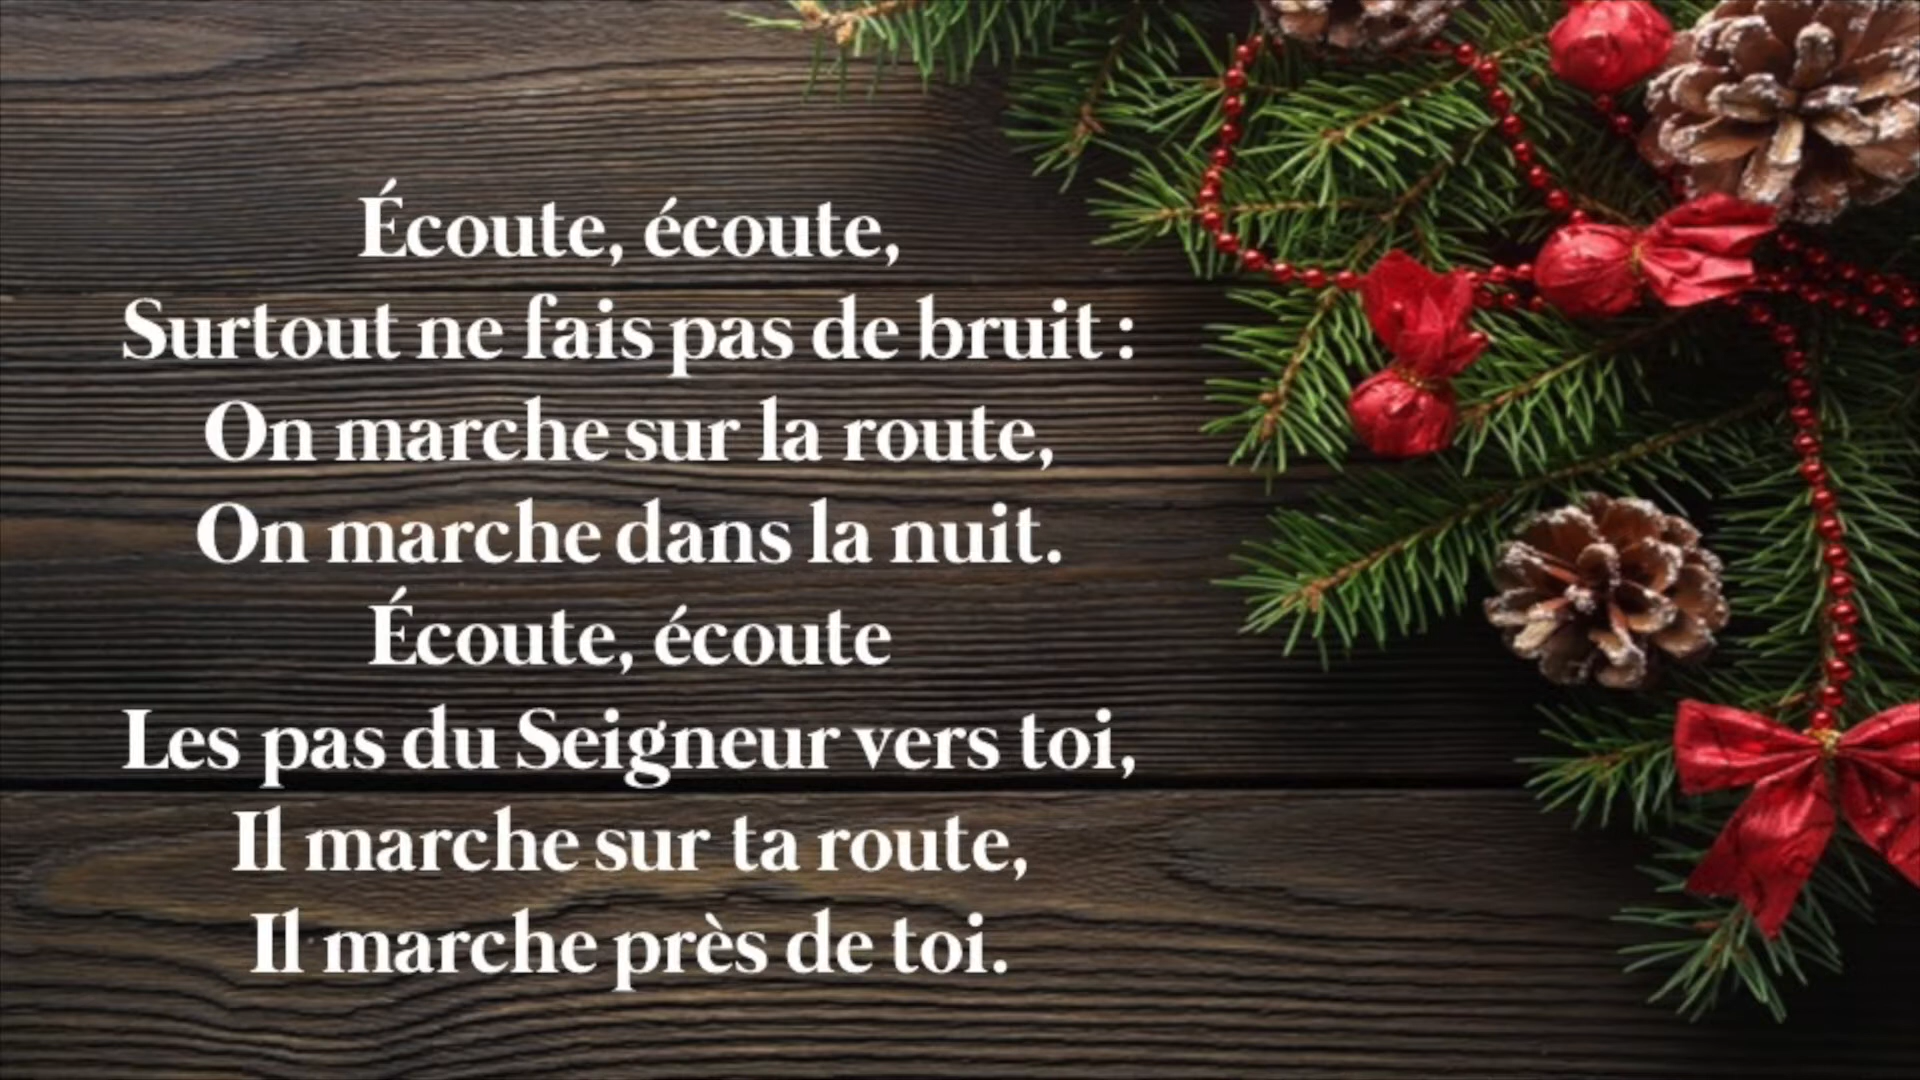 Écoute, écoute,
Surtout ne fais pas de bruit :
On marche sur la route,
On marche dans la nuit.
Écoute, écoute
Les pas du Seigneur vers toi,
Il marche sur ta route,
Il marche près de toi.